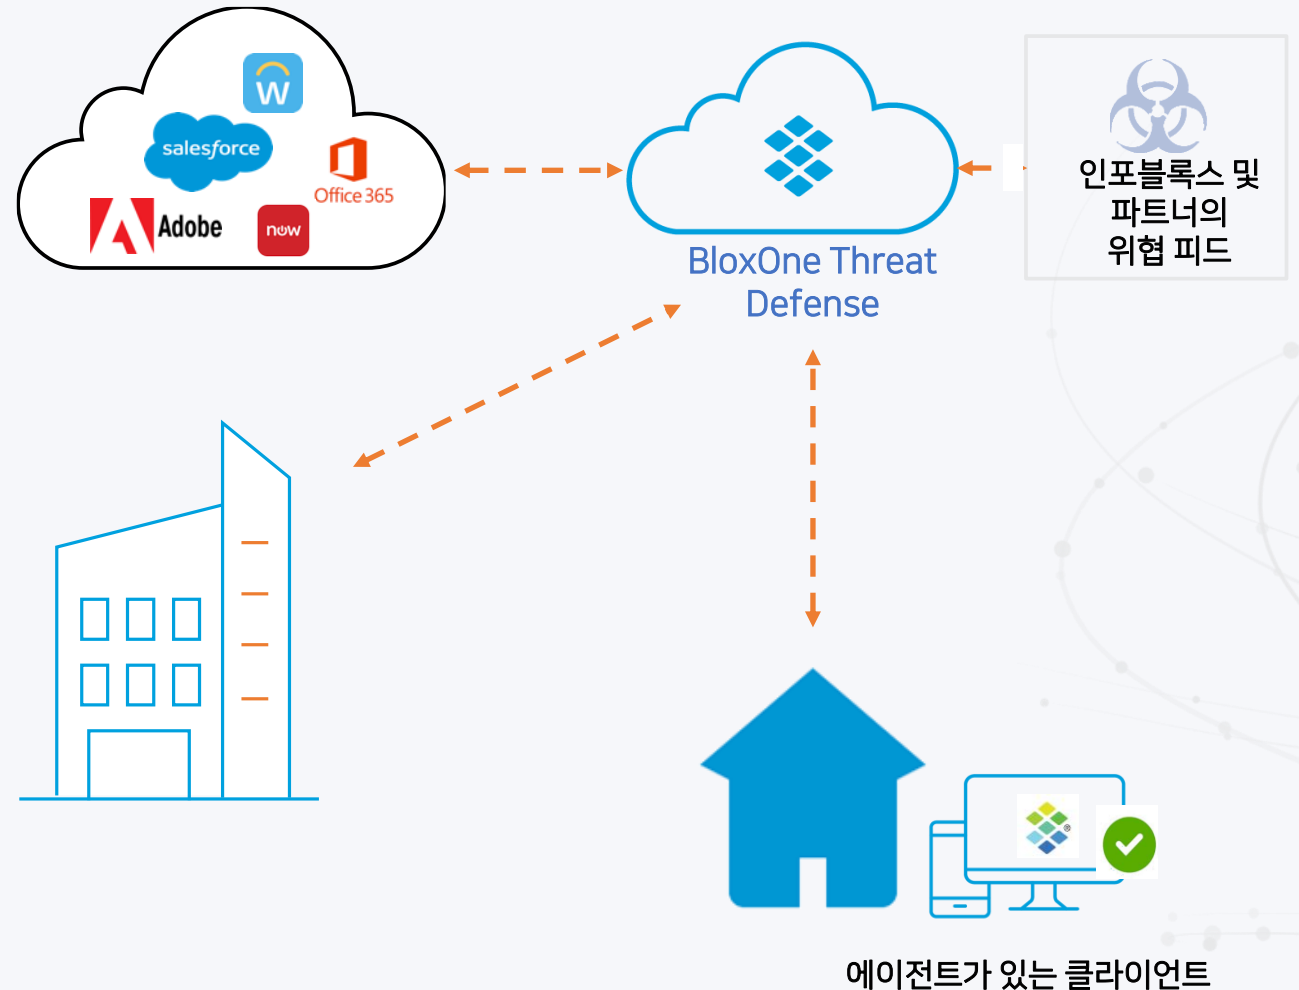 W
salesforce
Office 365
Adobe
now
BloxOne Threat
Defense
인포블록스 및
파트너의
위협 피드
®
에이전트가 있는 클라이언트